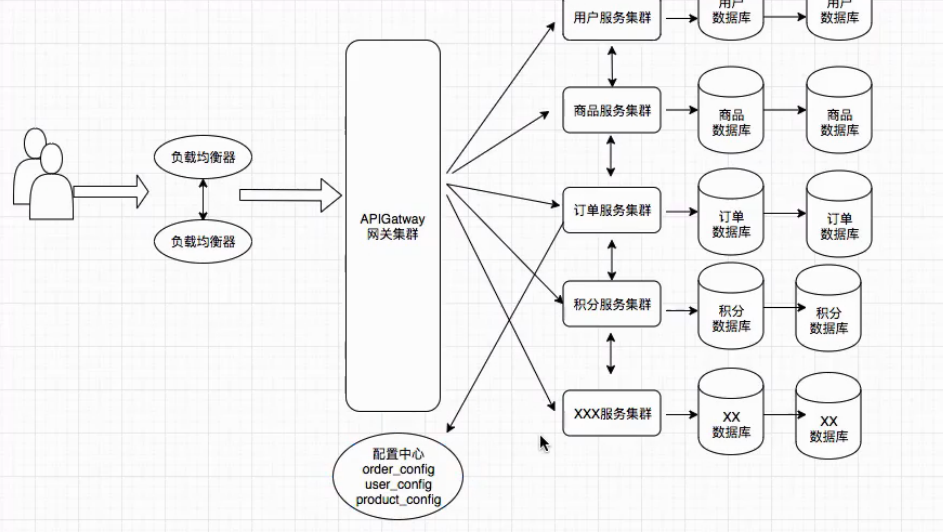 用户服务集群
用户
数据库
用户
数据库
商品服务集群
商品
数据库
商品
数据库
负载均衡器
负载均衡器
APIGatway
网关集群
订单服务集群
订单
数据库
订单
数据库
积分服务集群
积分
数据库
积分
数据库
XXX服务集群
XX
数据库
XX
数据库
配置中心
order_config
user_config
product_config